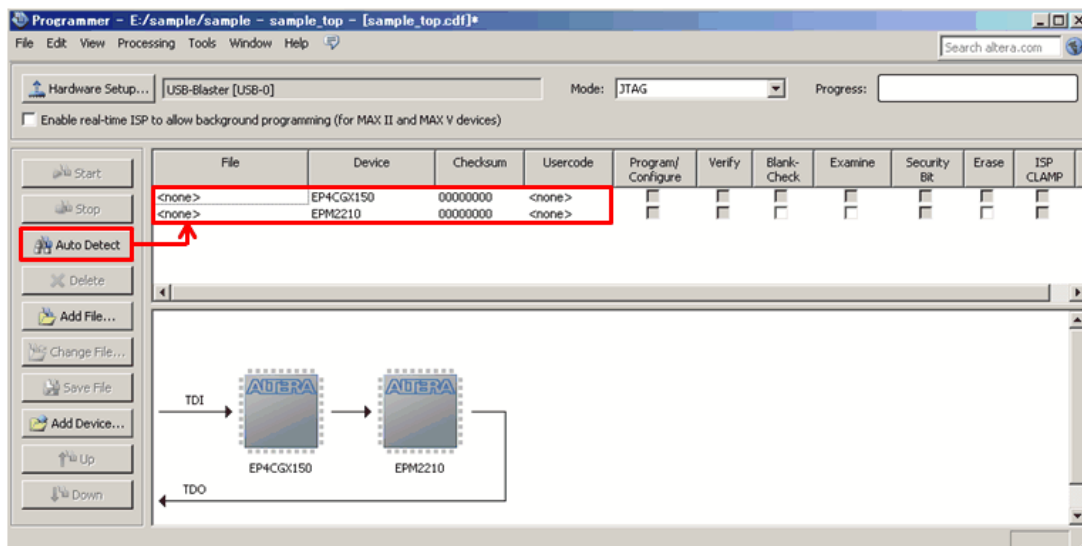 Programmer - E:/sample/sample - sample_top - [sample_top.cdf]*
File Edit View Processing Tools Window Help
Search altera.com
Hardware Setup... USB-Blaster [USB-0] Mode: JTAG Progress:
Enable real-time ISP to allow background programming (for MAX II and MAX V devices)
File Device Checksum Usercode Program/ Configure Verify Blank- Check Examine Security Bit Erase ISP CLAMP
<none> EP4CGX150 00000000 <none>
<none> EPM2210 00000000 <none>
Start
Stop
Auto Detect
Delete
Add File...
Change File...
Save File
Add Device...
Up
Down
TDI
ALTERA ALTERA
EP4CGX150 EPM2210
TDO